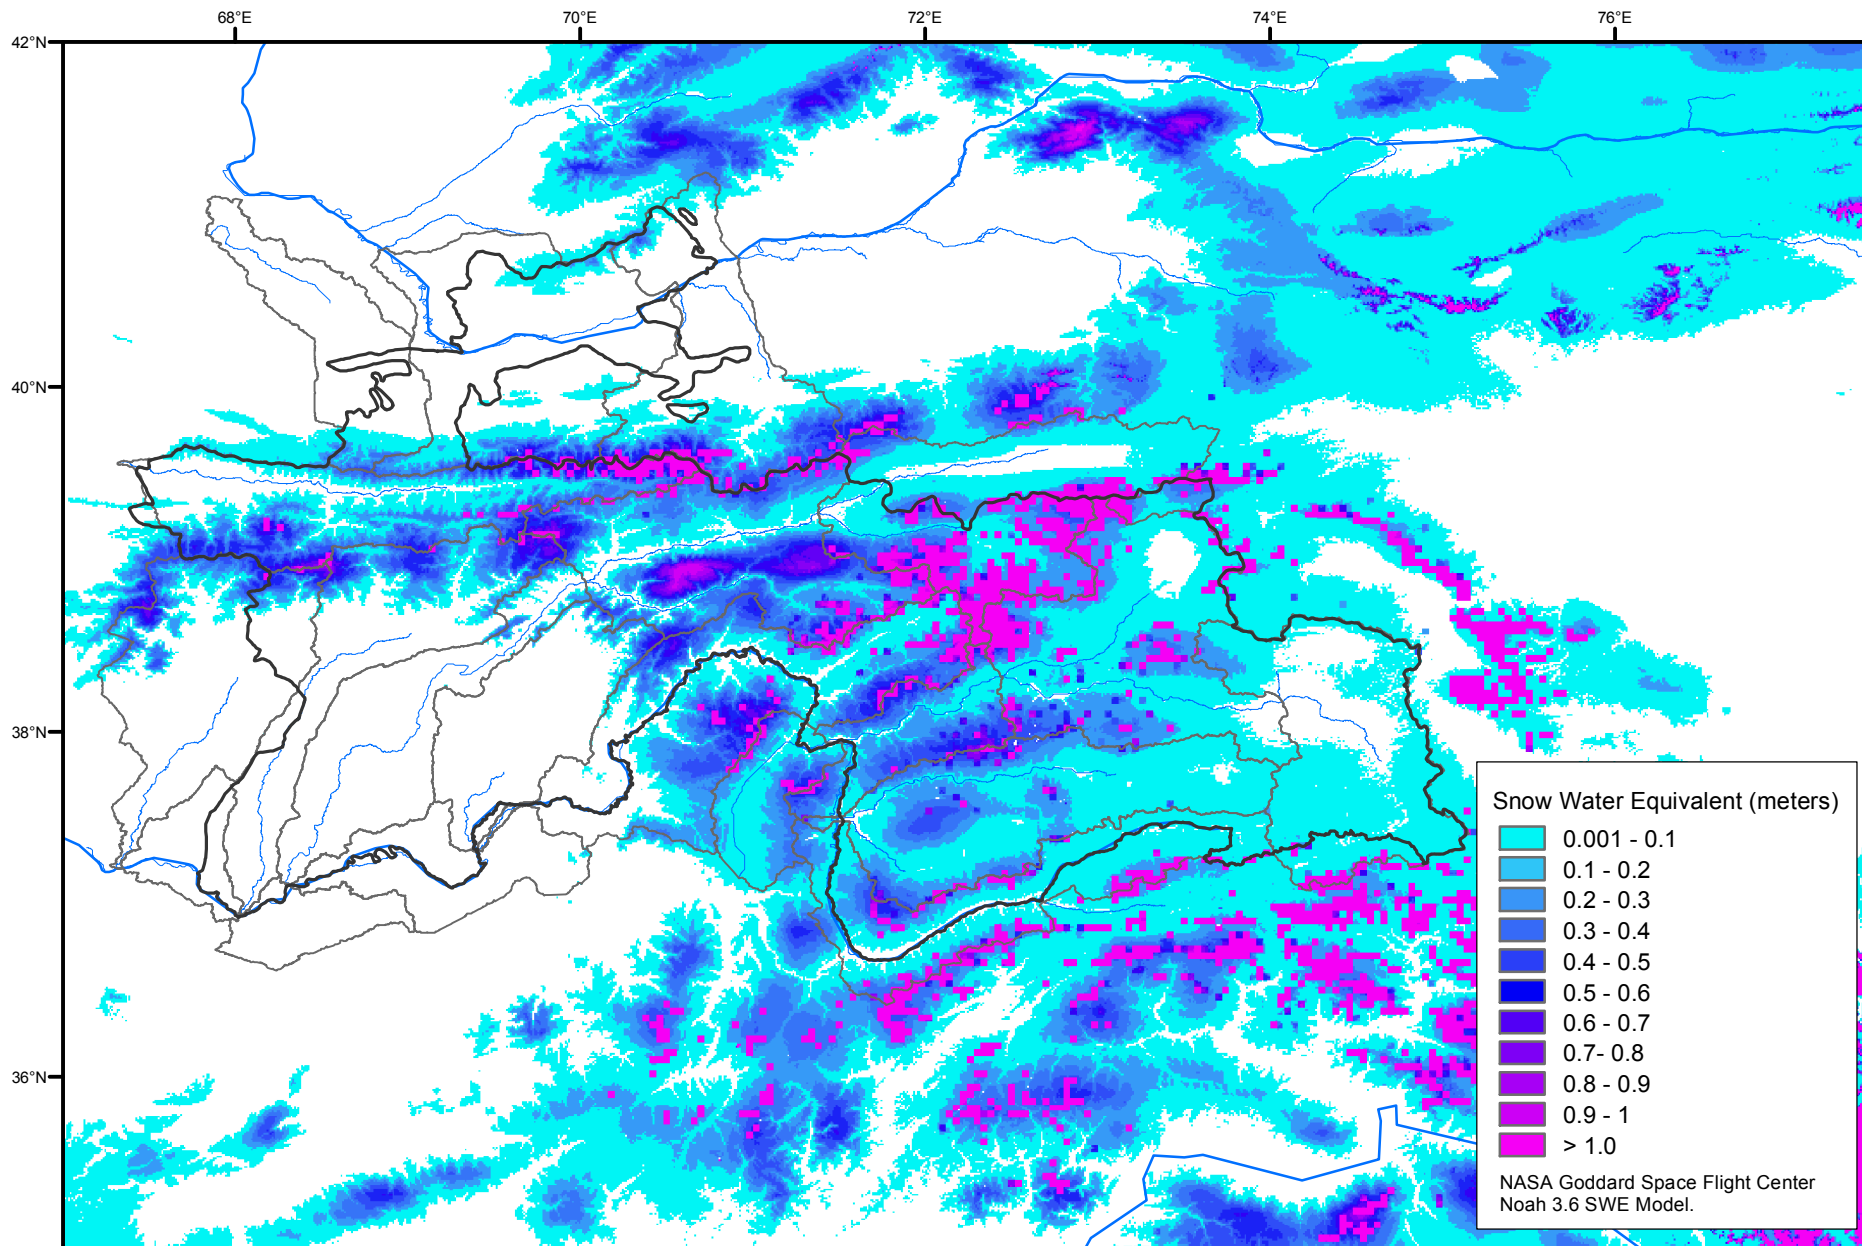 68°E 70°E 72°E 74°E 76°E
42°N
40°N
38°N
36°N
Snow Water Equivalent (meters)
0.001 - 0.1
0.1 - 0.2
0.2 - 0.3
0.3 - 0.4
0.4 - 0.5
0.5 - 0.6
0.6 - 0.7
0.7- 0.8
0.8 - 0.9
0.9 - 1
> 1.0
NASA Goddard Space Flight Center
Noah 3.6 SWE Model.